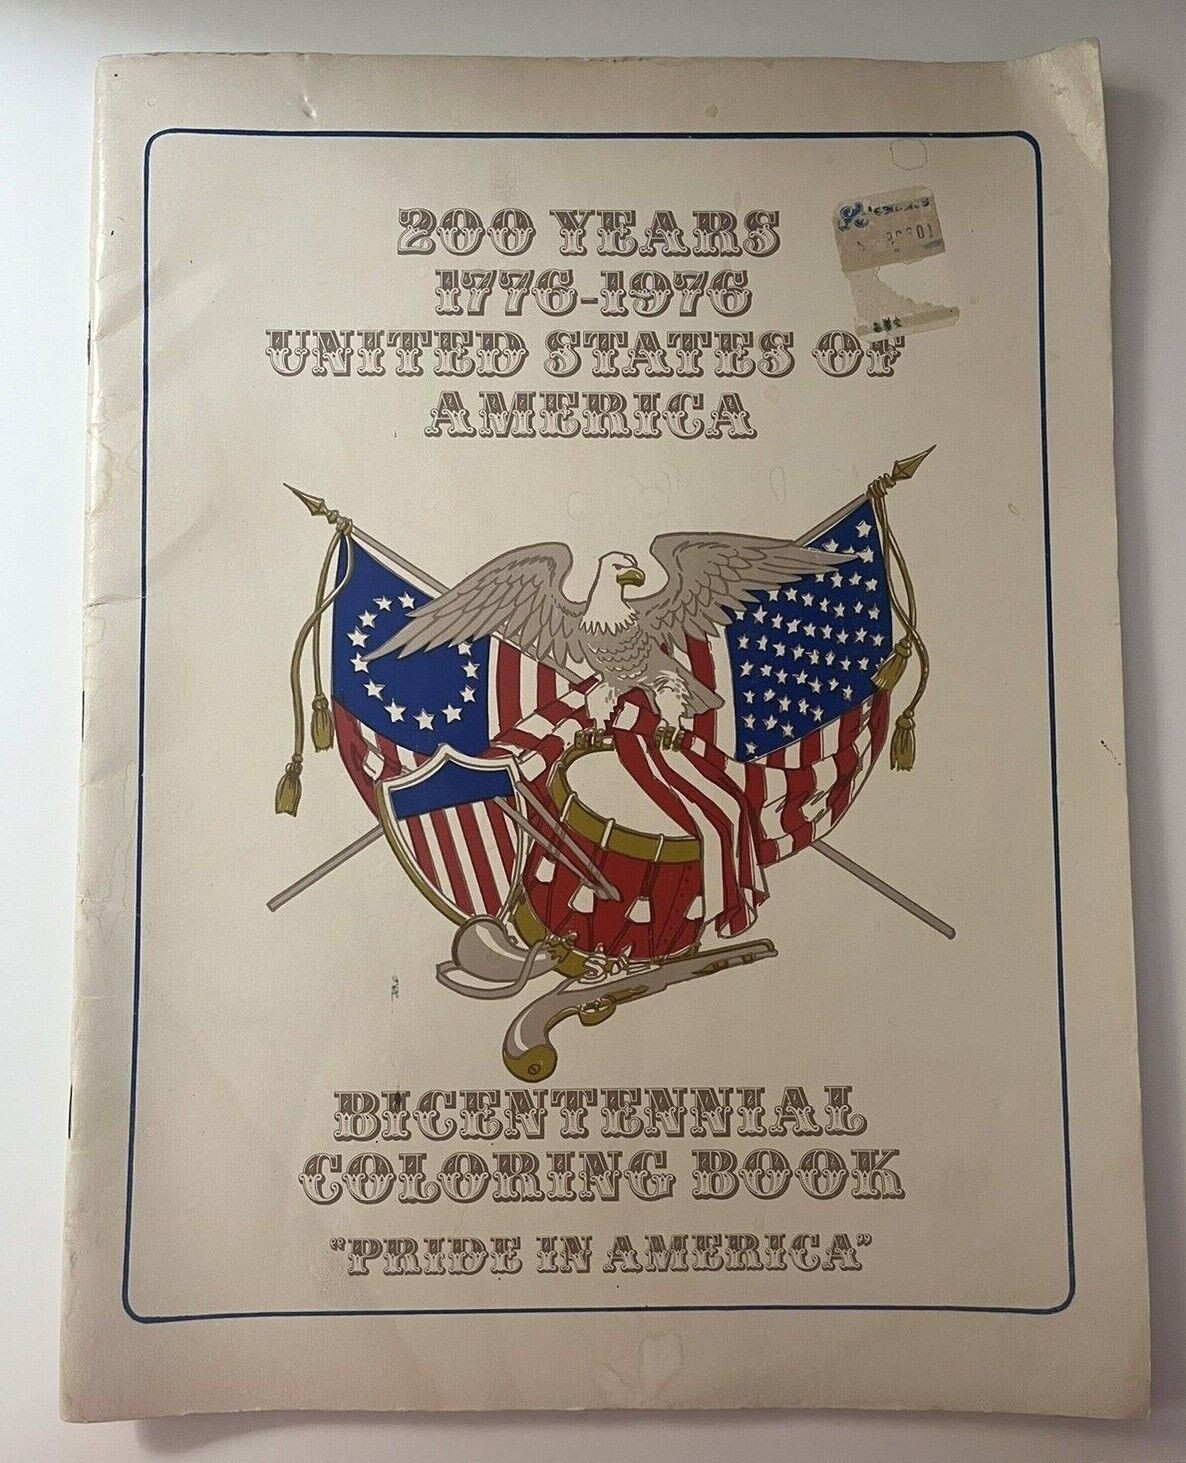 200 YEARS
1776-1976
UNITED STATES OF
AMERICA
BICENTENNIAL
COLORING BOOK
"PRIDE IN AMERICA"